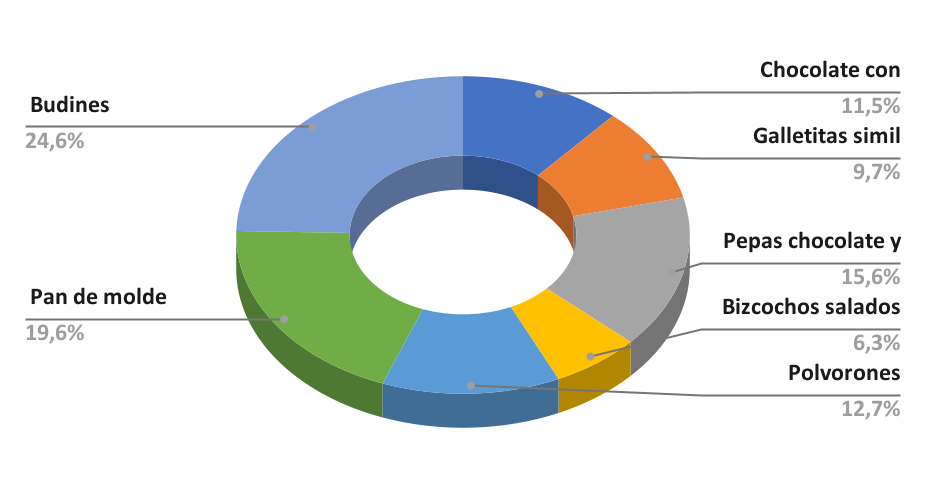 Chocolate con
11,5%
Budines
24,6%
Galletitas simil
9,7%
Pepas chocolate y
15,6%
Pan de molde
19,6%
Bizcochos salados
6,3%
Polvorones
12,7%